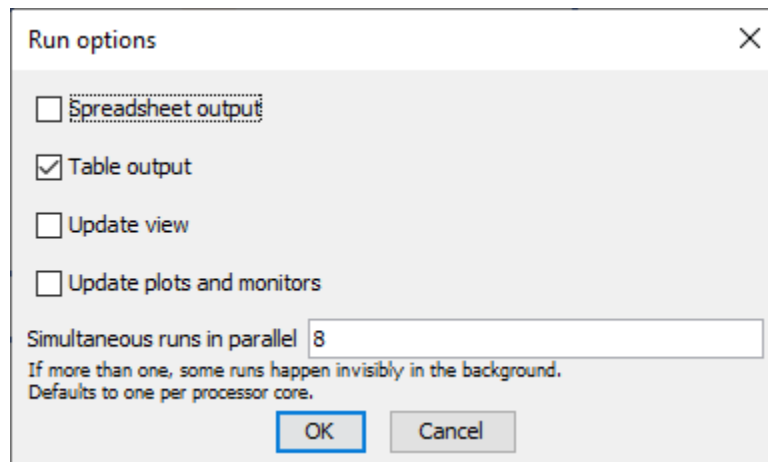 Run options
Spreadsheet output
Table output
Update view
Update plots and monitors
Simultaneous runs in parallel 8
If more than one, some runs happen invisibly in the background.
Defaults to one per processor core.
OK Cancel